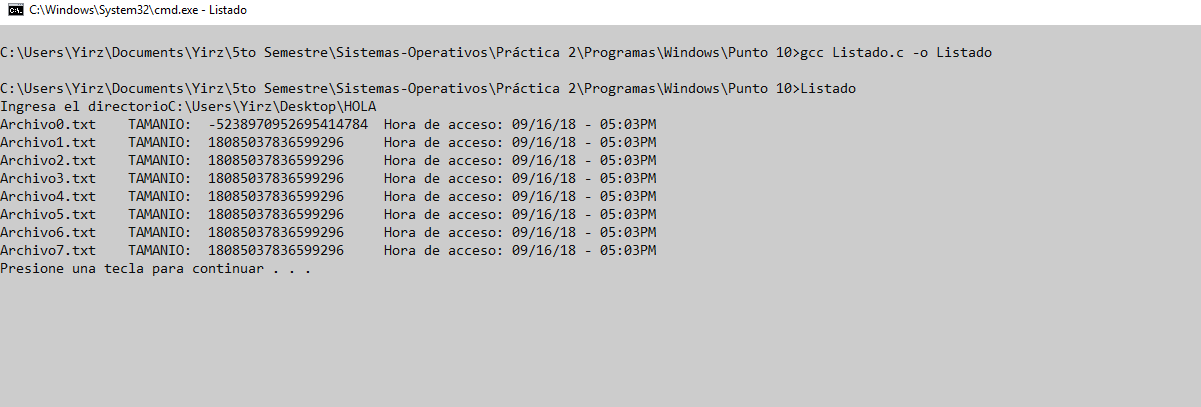 C:\Windows\System32\cmd.exe - Listado
C:\Users\Yirz\Documents\Yirz\5to Semestre\Sistemas-Operativos\Práctica 2\Programas\Windows\Punto 10>gcc Listado.c -o Listado
C:\Users\Yirz\Documents\Yirz\5to Semestre\Sistemas-Operativos\Práctica 2\Programas\Windows\Punto 10>Listado
Ingresa el directorioC:\Users\Yirz\Desktop\HOLA
Archivo0.txt    TAMANIO:  -5238970952695414784  Hora de acceso: 09/16/18 - 05:03PM
Archivo1.txt    TAMANIO:  18085037836599296     Hora de acceso: 09/16/18 - 05:03PM
Archivo2.txt    TAMANIO:  18085037836599296     Hora de acceso: 09/16/18 - 05:03PM
Archivo3.txt    TAMANIO:  18085037836599296     Hora de acceso: 09/16/18 - 05:03PM
Archivo4.txt    TAMANIO:  18085037836599296     Hora de acceso: 09/16/18 - 05:03PM
Archivo5.txt    TAMANIO:  18085037836599296     Hora de acceso: 09/16/18 - 05:03PM
Archivo6.txt    TAMANIO:  18085037836599296     Hora de acceso: 09/16/18 - 05:03PM
Archivo7.txt    TAMANIO:  18085037836599296     Hora de acceso: 09/16/18 - 05:03PM
Presione una tecla para continuar . . .